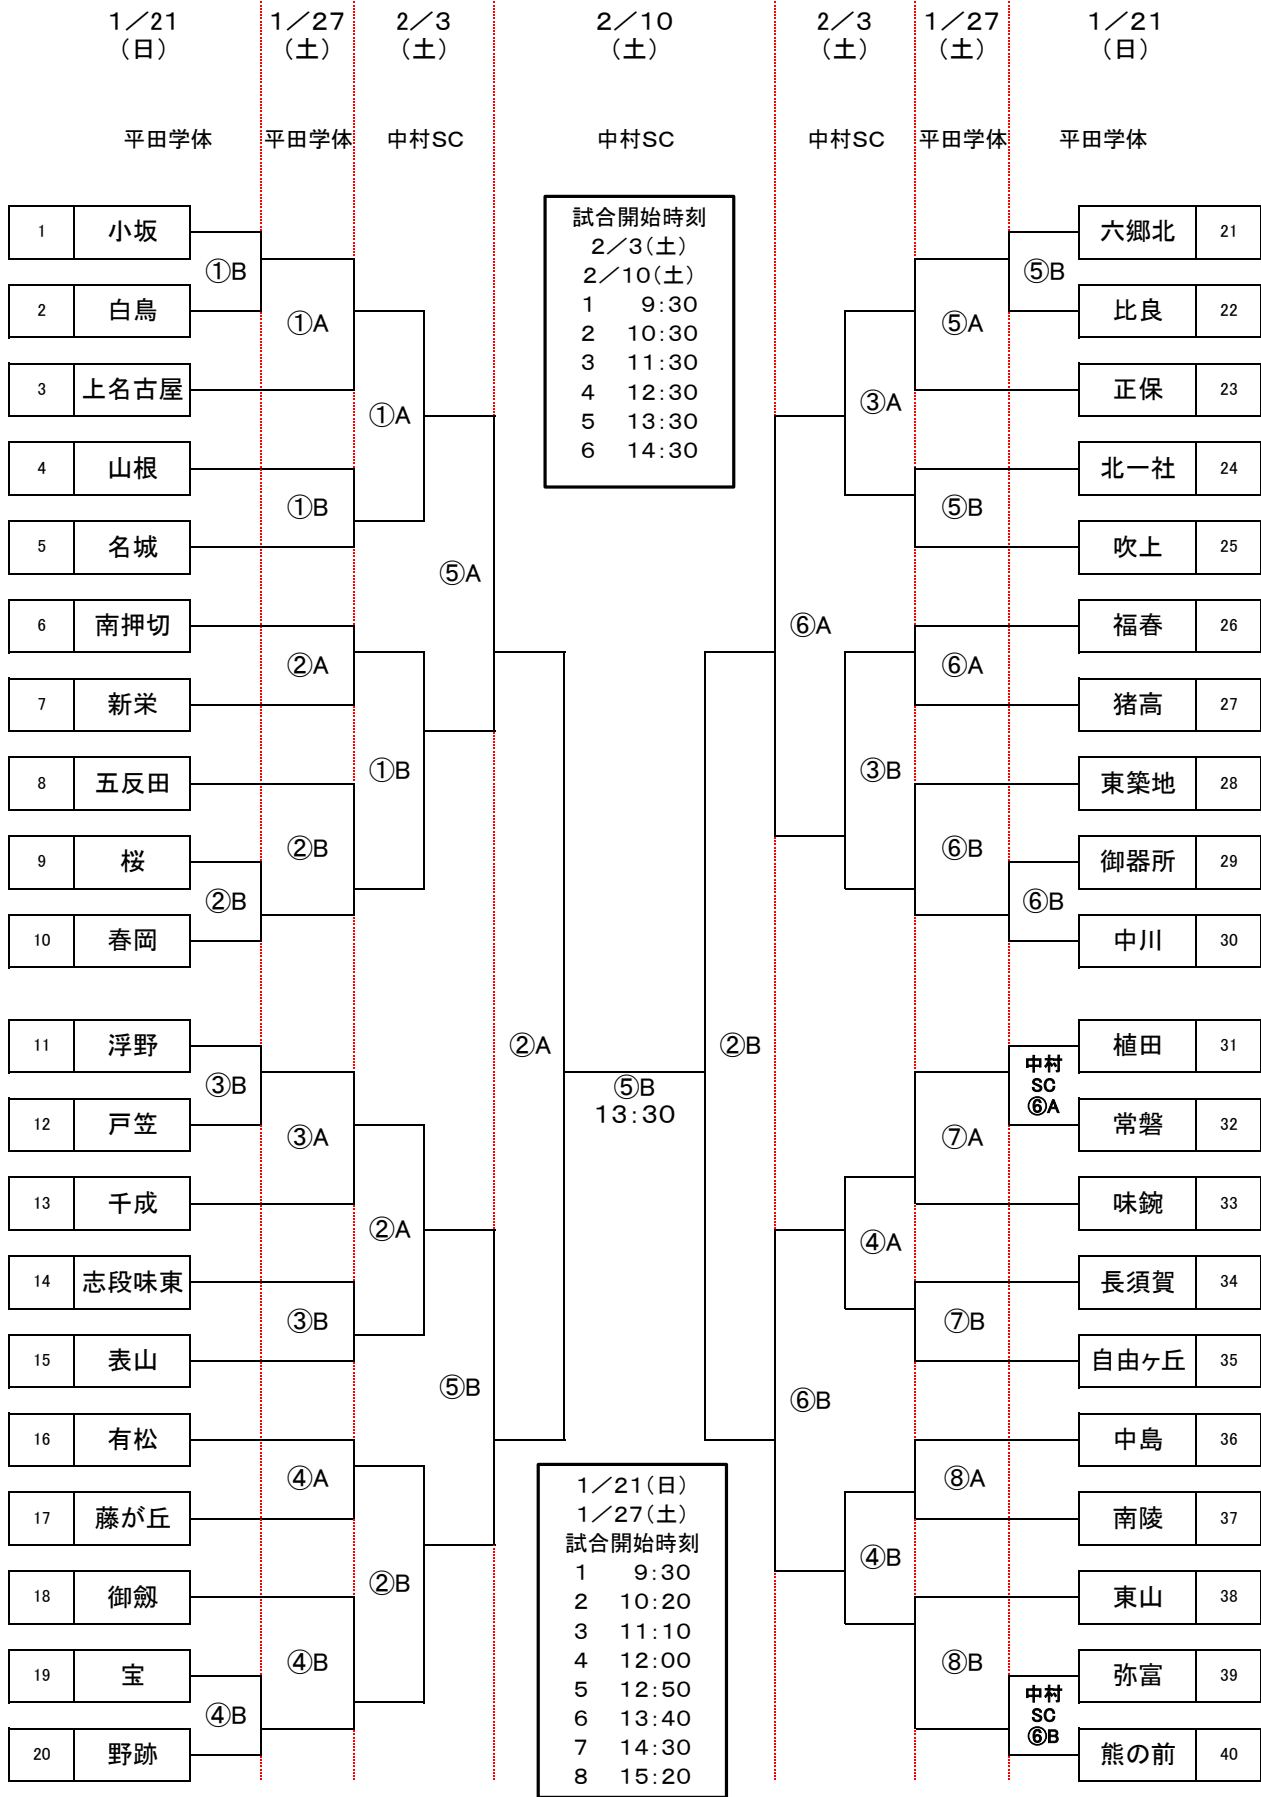 1／21
（日）
1／27
（土）
2／3
（土）
2／10
（土）
2／3
（土）
1／27
（土）
1／21
（日）
平田学体
平田学体
中村SC
中村SC
中村SC
平田学体
平田学体
1 小坂
①B
2 白鳥
①A
3 上名古屋
①A
4 山根
①B
5 名城
⑤A
6 南押切
②A
7 新栄
①B
8 五反田
②B
9 桜
②B
10 春岡
11 浮野
③B
12 戸笠
③A
13 千成
②A
14 志段味東
③B
15 表山
⑤B
16 有松
④A
17 藤が丘
②B
18 御劔
④B
19 宝
④B
20 野跡
試合開始時刻
2／3（土）
2／10（土）
1 9:30
2 10:30
3 11:30
4 12:30
5 13:30
6 14:30
②A
⑤B
13:30
②B
1／21（日）
1／27（土）
試合開始時刻
1 9:30
2 10:20
3 11:10
4 12:00
5 12:50
6 13:40
7 14:30
8 15:20
六郷北 21
⑤B
比良 22
⑤A
正保 23
③A
北一社 24
⑤B
吹上 25
⑥A
福春 26
⑥A
猪高 27
③B
東築地 28
⑥B
御器所 29
⑥B
中川 30
植田 31
中村
SC
⑥A
常磐 32
⑦A
味鋺 33
④A
長須賀 34
⑦B
自由ヶ丘 35
⑥B
中島 36
⑧A
南陵 37
④B
東山 38
⑧B
弥富 39
中村
SC
⑥B
熊の前 40